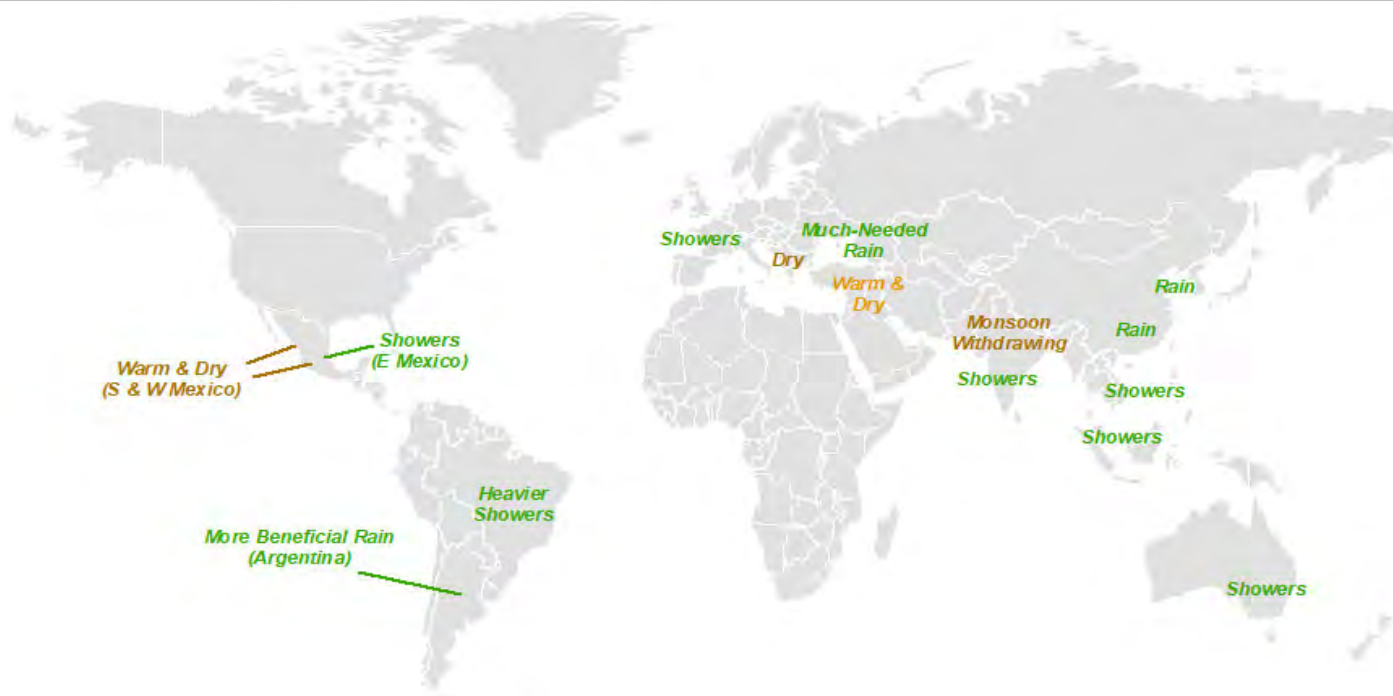 Much-Needed
Rain
Showers
Dry
Warm &
Dry
Rain
Monsoon
Withdrawing
Rain
Showers
(E Mexico)
Warm & Dry
(S & W Mexico)
Showers
Showers
Showers
Heavier
Showers
More Beneficial Rain
(Argentina)
Showers